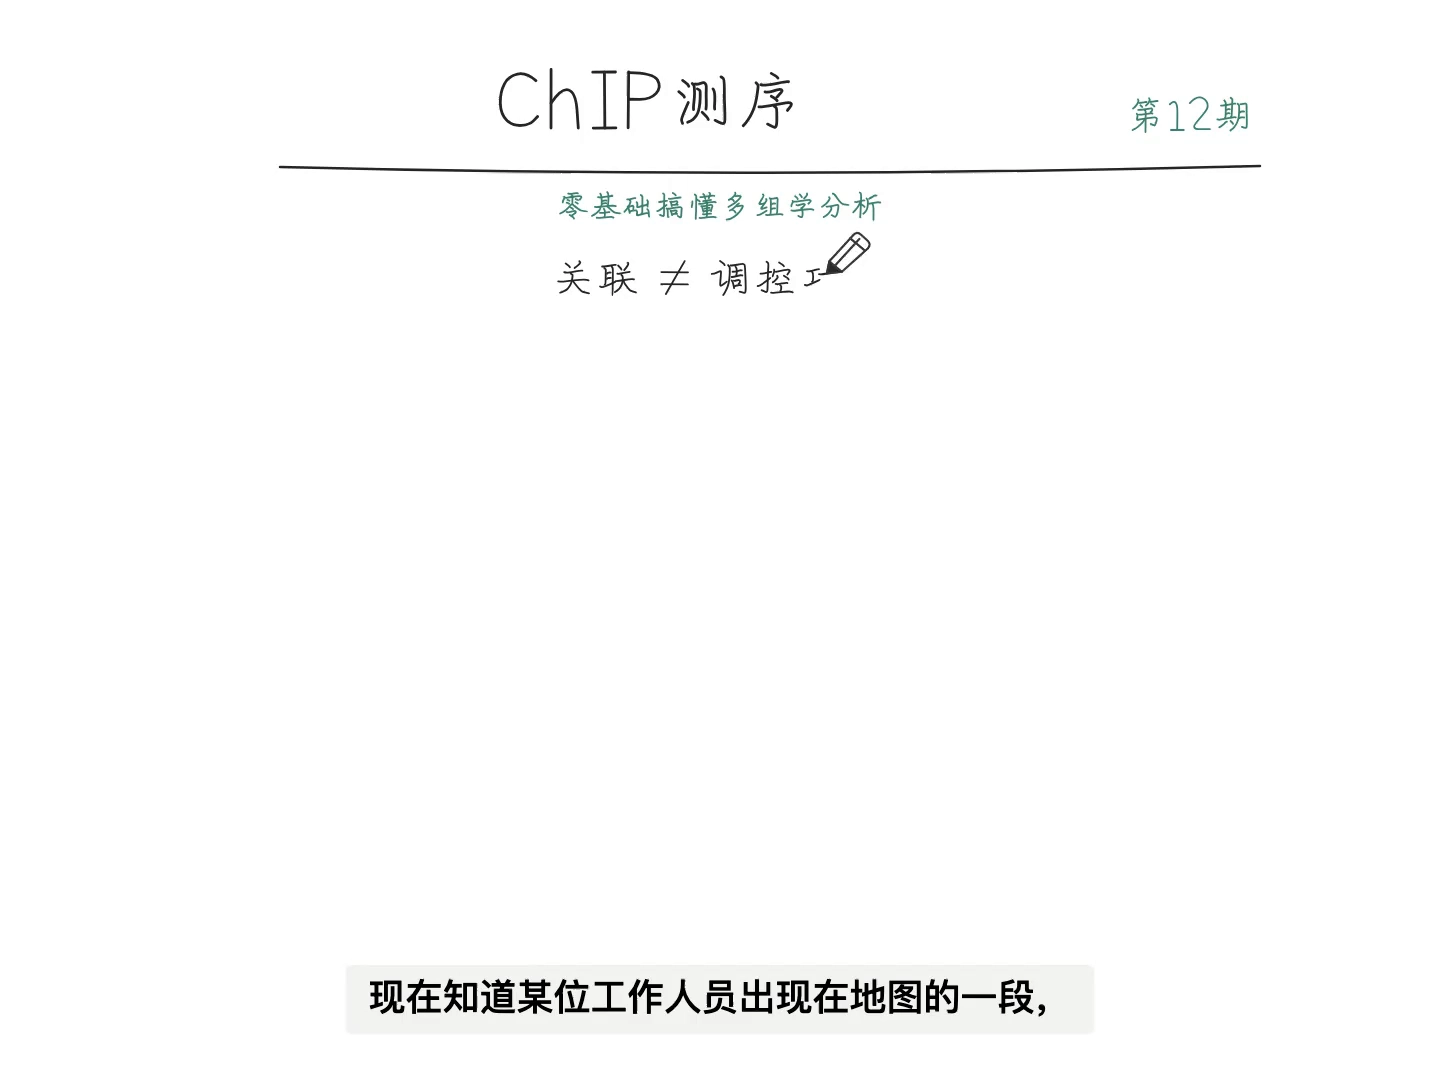 ChIP测序
第12期
零基础搞懂多组学分析
关联 ≠ 调控
现在知道某位工作人员出现在地图的一段，